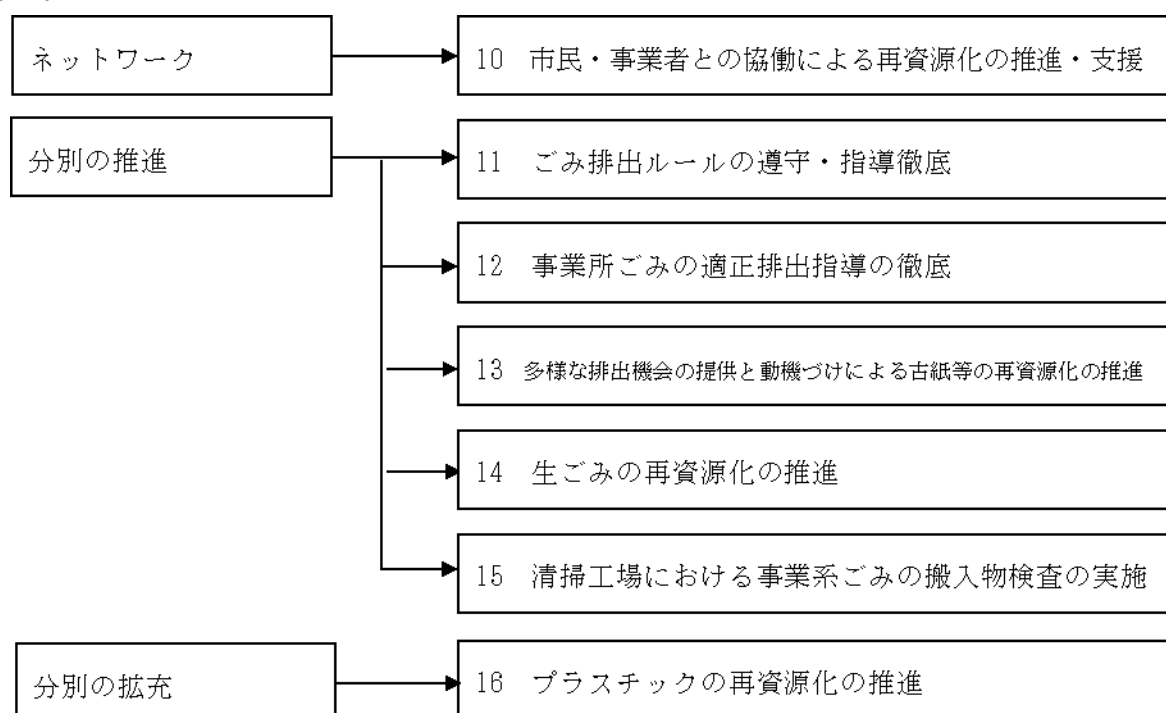 ネットワーク
10 市民・事業者との協働による再資源化の推進・支援
分別の推進
11 ごみ排出ルールの遵守・指導徹底
12 事業所ごみの適正排出指導の徹底
13 多様な排出機会の提供と動機づけによる古紙等の再資源化の推進
14 生ごみの再資源化の推進
15 清掃工場における事業系ごみの搬入物検査の実施
分別の拡充
16 プラスチックの再資源化の推進